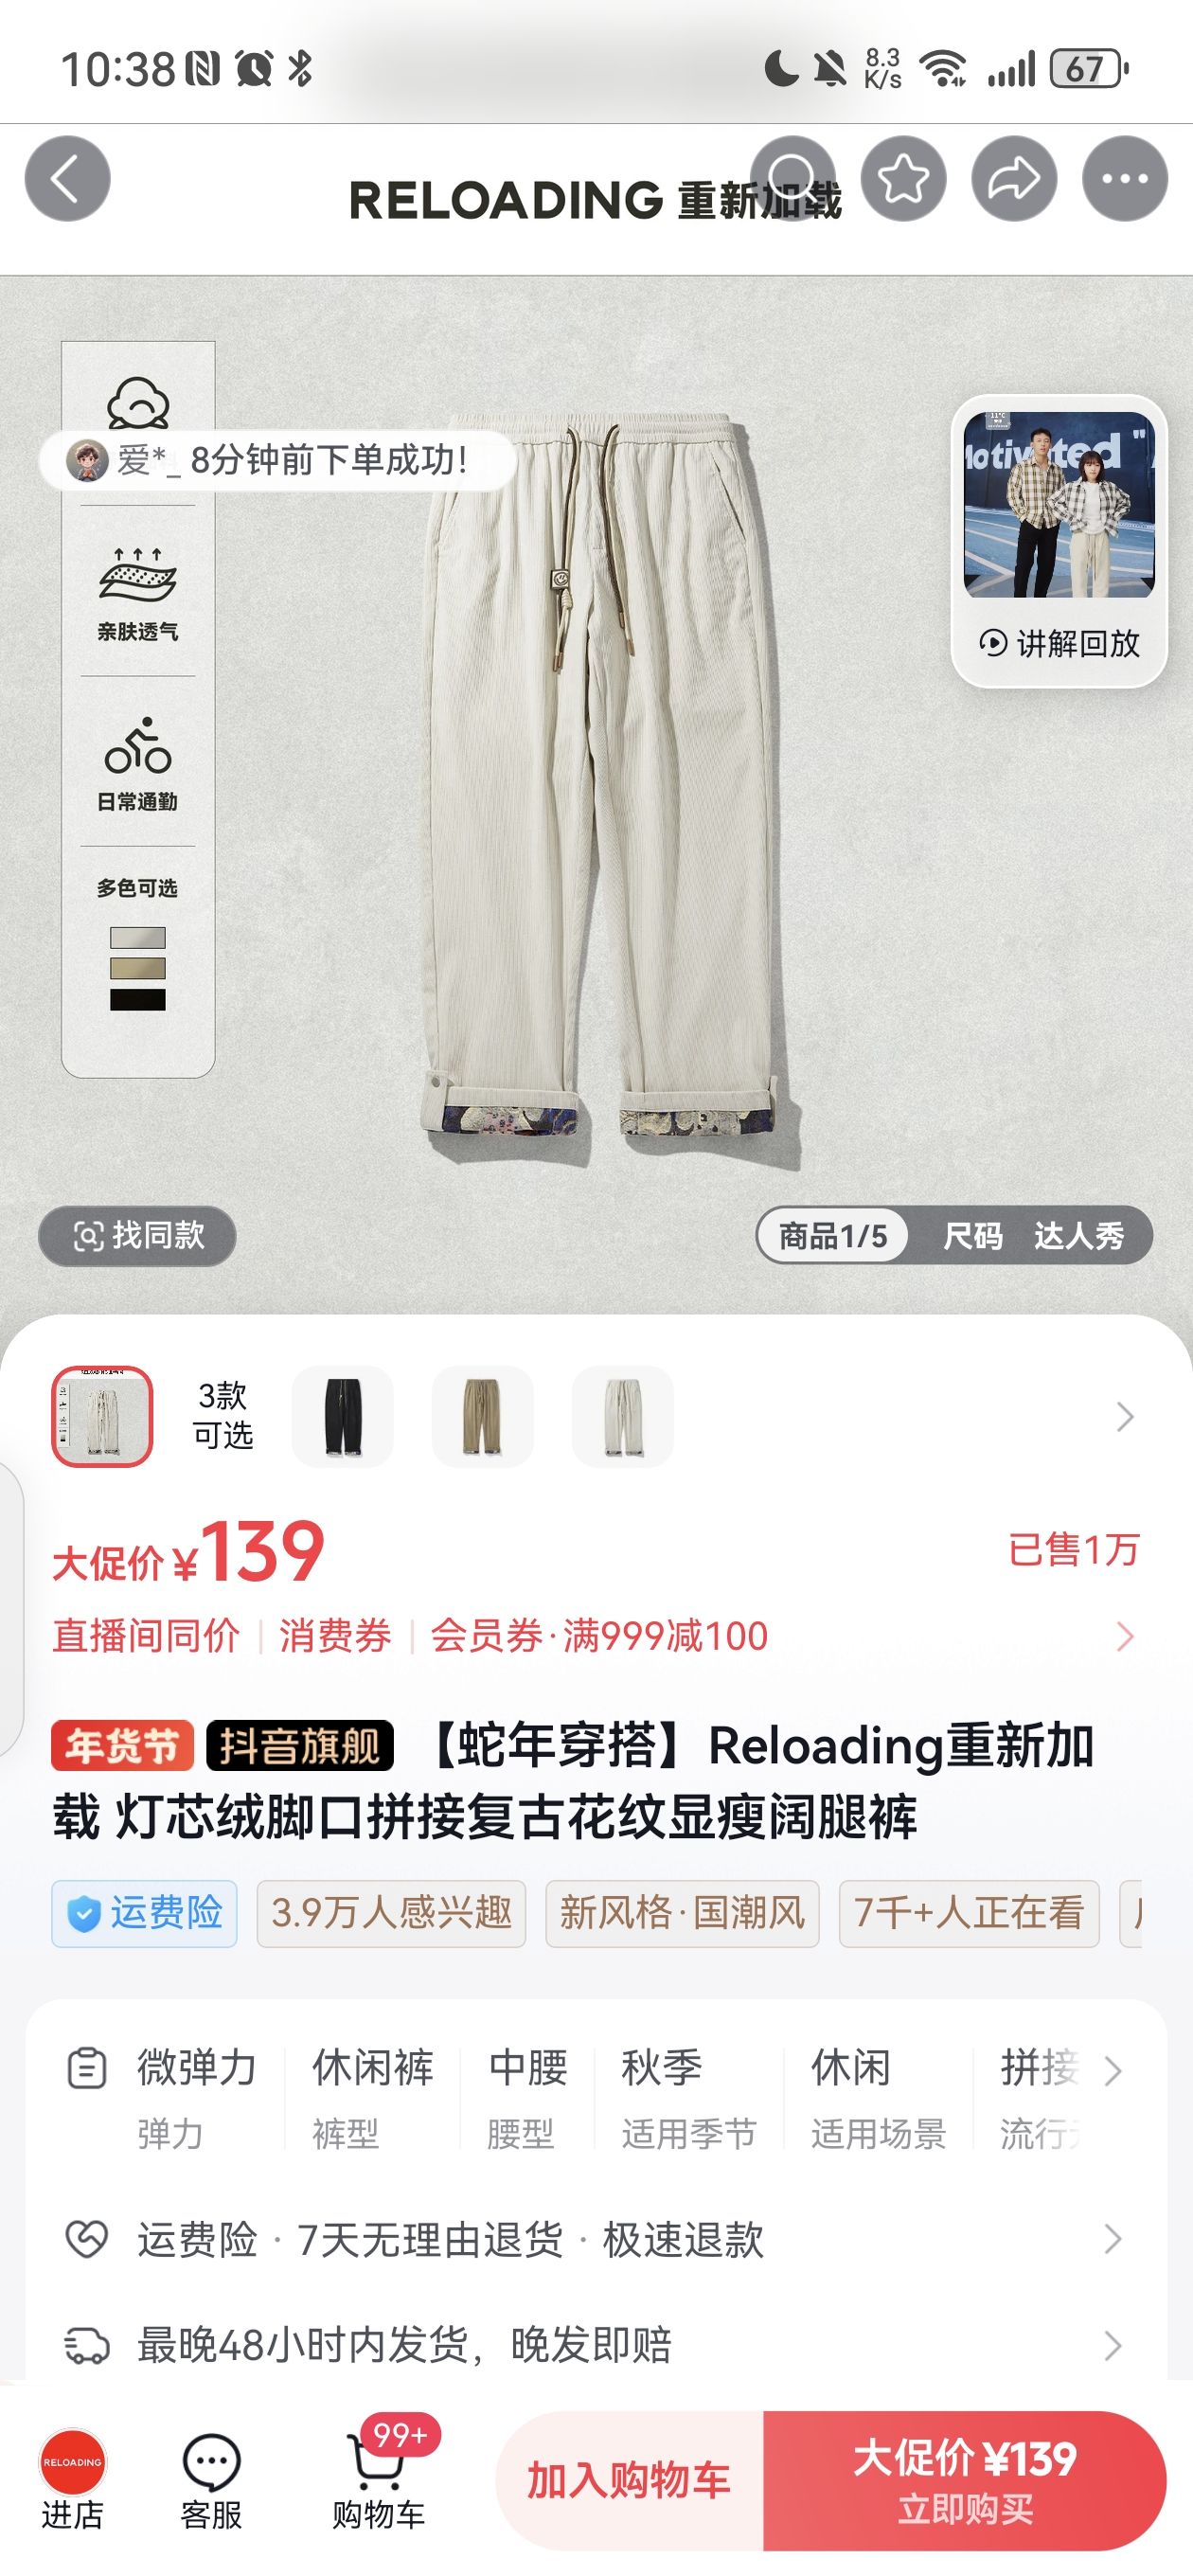 10:38
8.3
K/s
67
RELOADING 重新加载
爱*_ 8分钟前下单成功!
亲肤透气
日常通勤
多色可选
Motivated "
讲解回放
找同款
商品1/5 尺码 达人秀
3款
可选
大促价¥139
已售1万
直播间同价 消费券 会员券·满999减100
年货节 抖音旗舰 【蛇年穿搭】Reloading重新加
载 灯芯绒脚口拼接复古花纹显瘦阔腿裤
运费险 3.9万人感兴趣 新风格·国潮风 7千+人正在看
微弹力 休闲裤 中腰 秋季 休闲 拼接
弹力 裤型 腰型 适用季节 适用场景 流行
运费险 · 7天无理由退货 · 极速退款
最晚48小时内发货，晚发即赔
RELOADING
进店
客服
99+
购物车
加入购物车
大促价 ¥139
立即购买